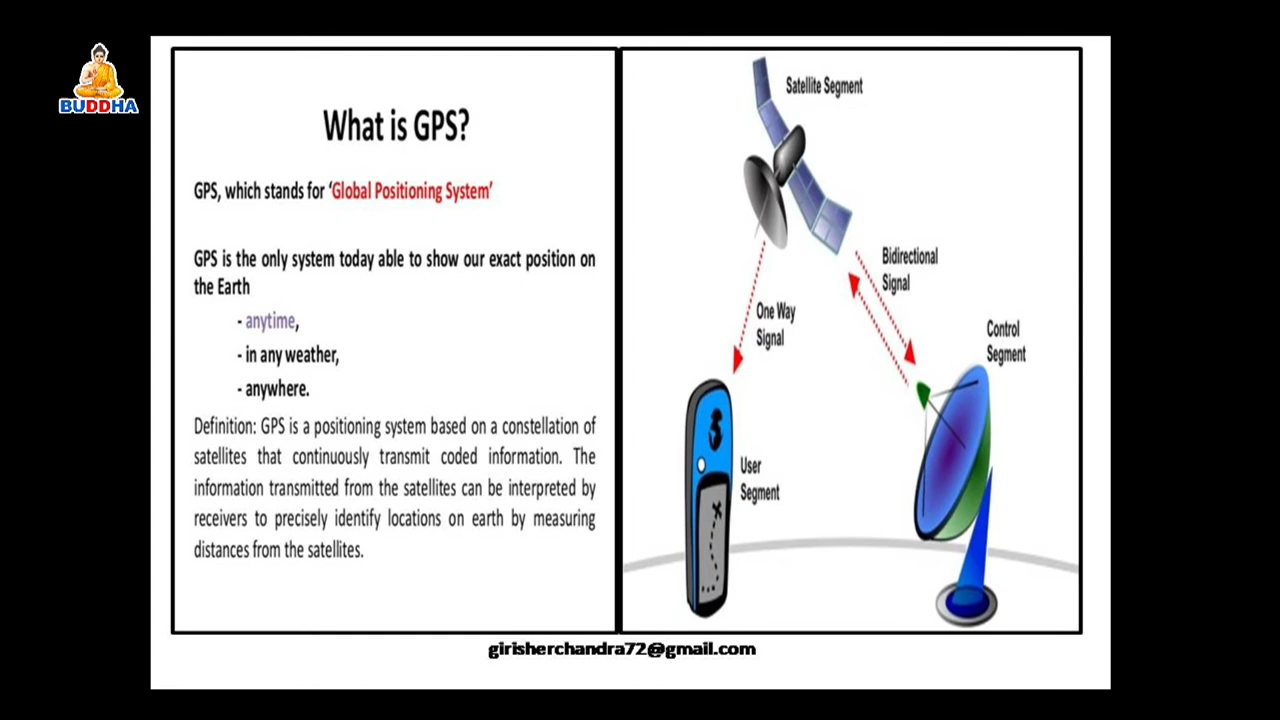 BUDDHA
What is GPS?
GPS, which stands for ‘Global Positioning System’
GPS is the only system today able to show our exact position on
the Earth
- anytime,
- in any weather,
- anywhere.
Definition: GPS is a positioning system based on a constellation of
satellites that continuously transmit coded information. The
information transmitted from the satellites can be interpreted by
receivers to precisely identify locations on earth by measuring
distances from the satellites.
Satellite Segment
Bidirectional
Signal
One Way
Signal
Control
Segment
User
Segment
girisherchandra72@gmail.com